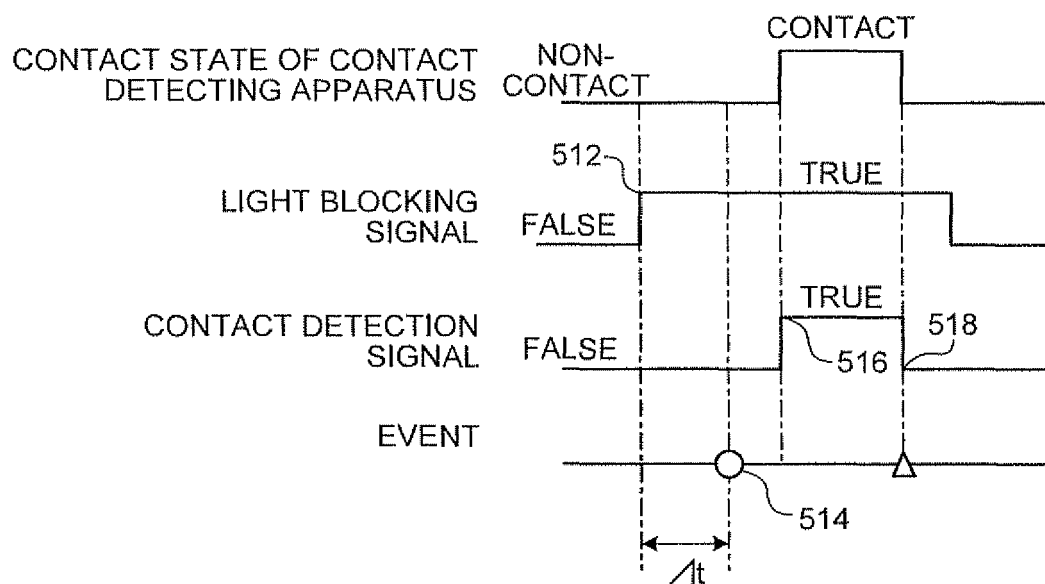 CONTACT STATE OF CONTACT
DETECTING APPARATUS
NON-
CONTACT
CONTACT
512
LIGHT BLOCKING
SIGNAL
FALSE
TRUE
CONTACT DETECTION
SIGNAL
FALSE
TRUE
516
518
EVENT
514
Δt